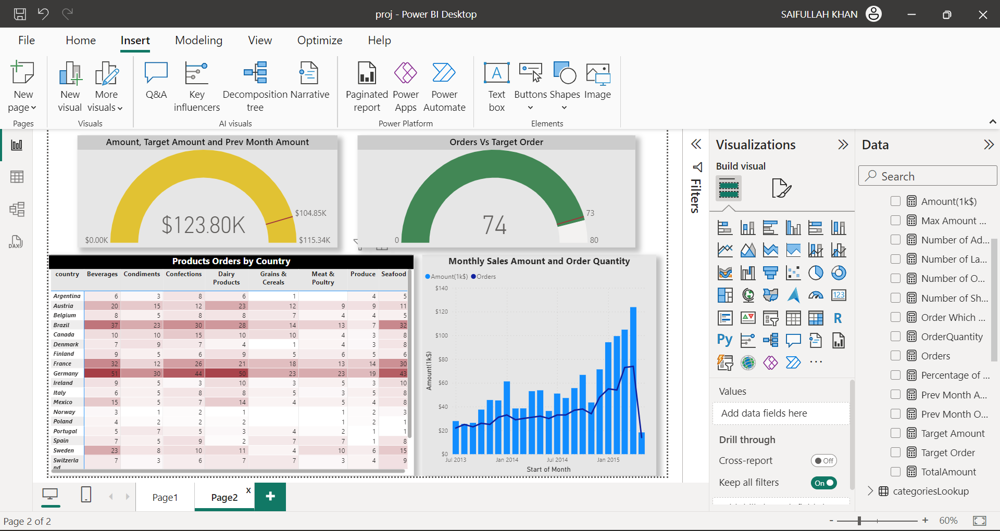 proj - Power BI Desktop
SAIFULLAH KHAN
File Home Insert Modeling View Optimize Help
New page
New visual
More visuals
Q&A
Key influencers
Decomposition tree
Narrative
Paginated report
Power Apps
Power Automate
Text box
Buttons
Shapes
Image
Pages
Visuals
AI visuals
Power Platform
Elements
DAX
Amount, Target Amount and Prev Month Amount
$123.80K
$104.85K
$0.00K
$115.34K
Orders Vs Target Order
74
73
0
80
Products Orders by Country
country Beverages Condiments Confections Dairy Products Grains & Cereals Meat & Poultry Produce Seafood
Argentina 6 3 8 6 1 4 5
Austria 20 15 12 23 12 9 9 11
Belgium 8 5 8 8 7 4 4 5
Brazil 37 23 30 28 14 13 7 32
Canada 10 10 15 10 10 4 3 8
Denmark 7 9 7 4 1 4 3 8
Finland 9 5 6 9 5 6 5 6
France 32 12 26 21 18 13 14 30
Germany 51 30 44 50 23 23 19 43
Ireland 9 5 3 10 3 5 3 10
Italy 6 5 8 8 5 3 5 8
Mexico 15 5 7 14 4 5 4 8
Norway 3 1 2 1 1 2 3
Poland 4 2 2 2 1 2 1
Portugal 5 7 5 3 4 2 1 1
Spain 7 5 9 2 7 7 1 8
Sweden 23 8 10 11 4 10 6 15
Switzerland 7 3 6 7 7 3 4 9
Monthly Sales Amount and Order Quantity
Amount(1k$) Orders
$140
$120
$100
$80
$60
$40
$20
$0
Amount(1k$)
Jul 2013 Jan 2014 Jul 2014 Jan 2015
Start of Month
Filters
Visualizations
Build visual
123
R
Py
...
Values
Add data fields here
Drill through
Cross-report
Off
Keep all filters
On
Data
Search
Amount(1k$)
Max Amount ...
Number of Ad...
Number of La...
Number of O...
Number of Sh...
Order Which ...
OrderQuantity
Orders
Percentage of ...
Prev Month A...
Prev Month O...
Target Amount
Target Order
TotalAmount
categoriesLookup
Page1
Page2
x
+
Page 2 of 2
- + 60%